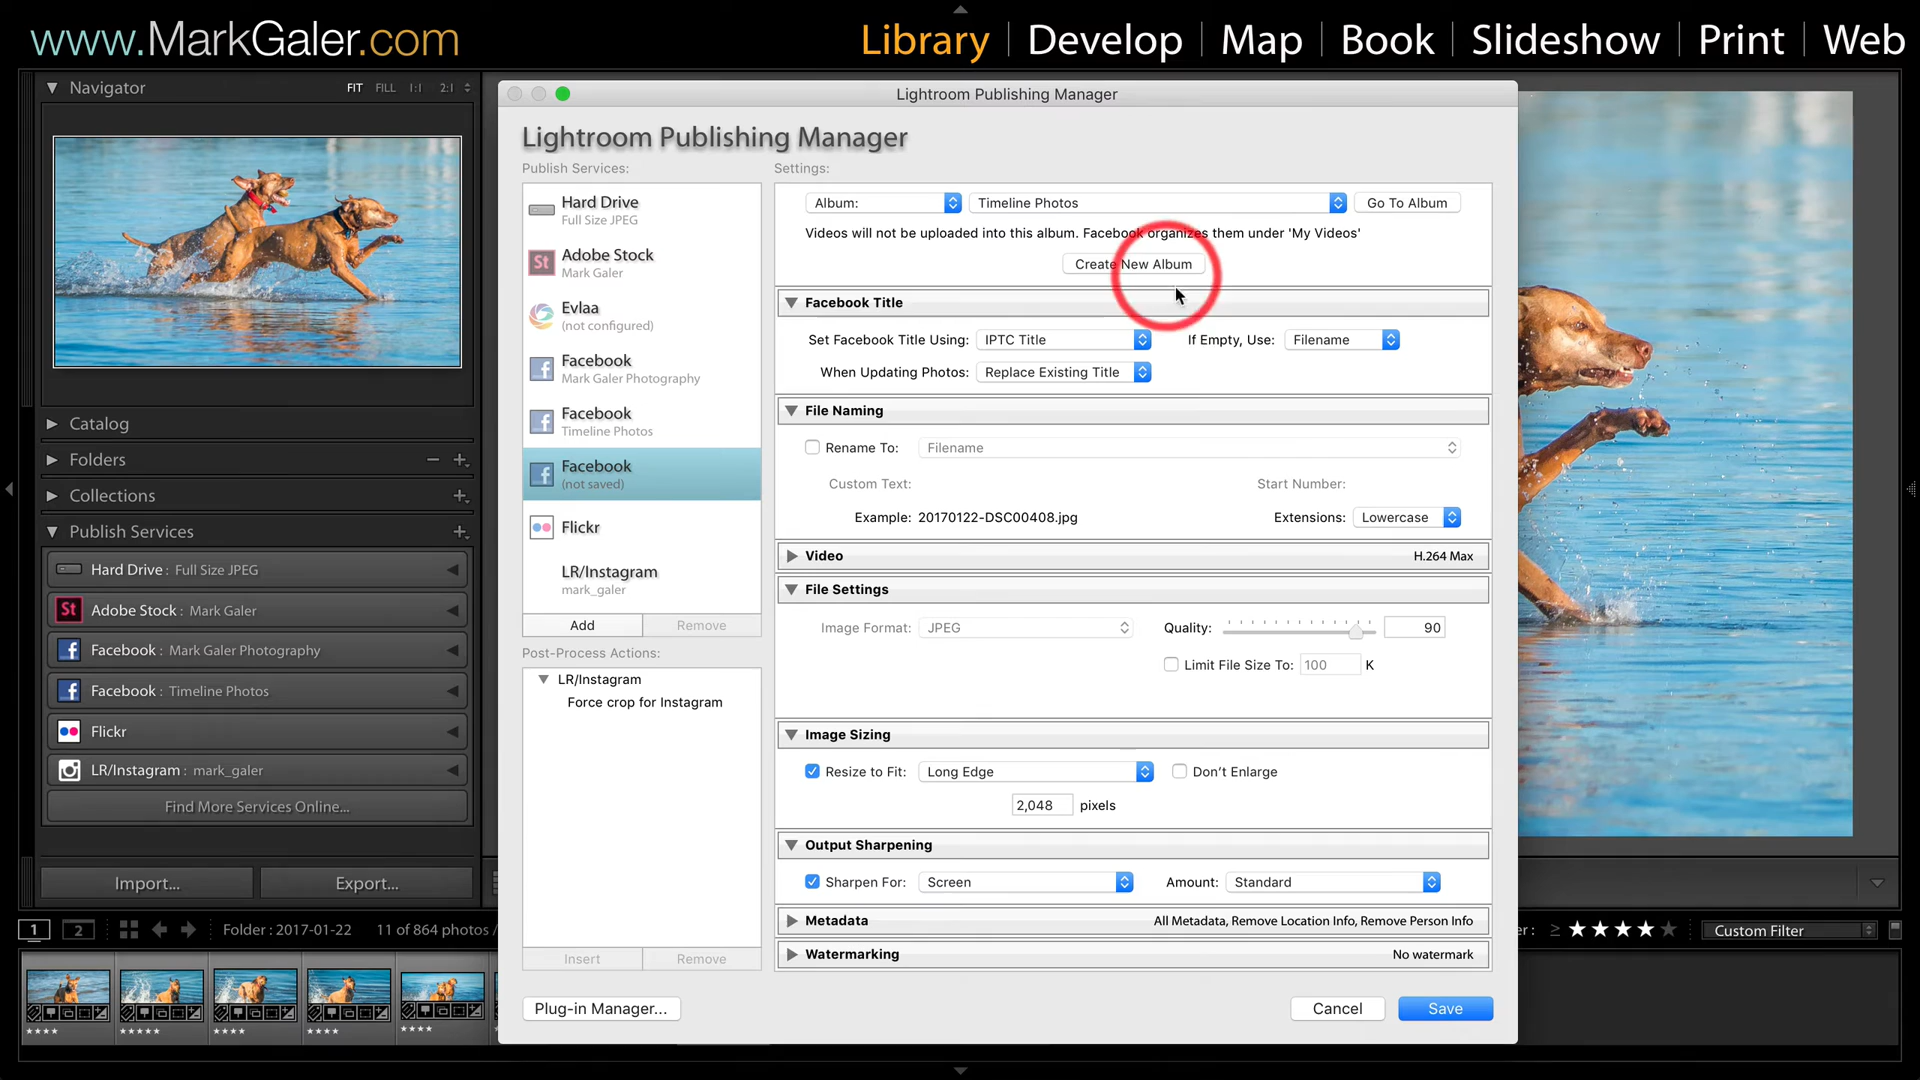 www.MarkGaler.com
Library | Develop | Map | Book | Slideshow | Print | Web
Navigator FIT FILL 1:1 2:1
Catalog
Folders
Collections
Publish Services
Hard Drive: Full Size JPEG
Adobe Stock: Mark Galer
Facebook: Mark Galer Photography
Facebook: Timeline Photos
Flickr
LR/Instagram: mark_galer
Find More Services Online...
Import... Export...
Lightroom Publishing Manager
Lightroom Publishing Manager
Publish Services:
Hard Drive
Full Size JPEG
St Adobe Stock
Mark Galer
Evlaa
(not configured)
Facebook
Mark Galer Photography
Facebook
Timeline Photos
Facebook
(not saved)
Flickr
LR/Instagram
mark_galer
Add Remove
Post-Process Actions:
LR/Instagram
Force crop for Instagram
Insert Remove
Settings:
Album: Timeline Photos Go To Album
Videos will not be uploaded into this album. Facebook organizes them under 'My Videos'
Create New Album
Facebook Title
Set Facebook Title Using: IPTC Title If Empty, Use: Filename
When Updating Photos: Replace Existing Title
File Naming
Rename To: Filename
Custom Text: Start Number:
Example: 20170122-DSC00408.jpg Extensions: Lowercase
Video H.264 Max
File Settings
Image Format: JPEG Quality: 90
Limit File Size To: 100 K
Image Sizing
Resize to Fit: Long Edge Don't Enlarge
2,048 pixels
Output Sharpening
Sharpen For: Screen Amount: Standard
Metadata All Metadata, Remove Location Info, Remove Person Info
Watermarking No watermark
Plug-in Manager... Cancel Save
1 2 Folder : 2017-01-22 11 of 864 photos / er : ≥ ★★★★★ Custom Filter